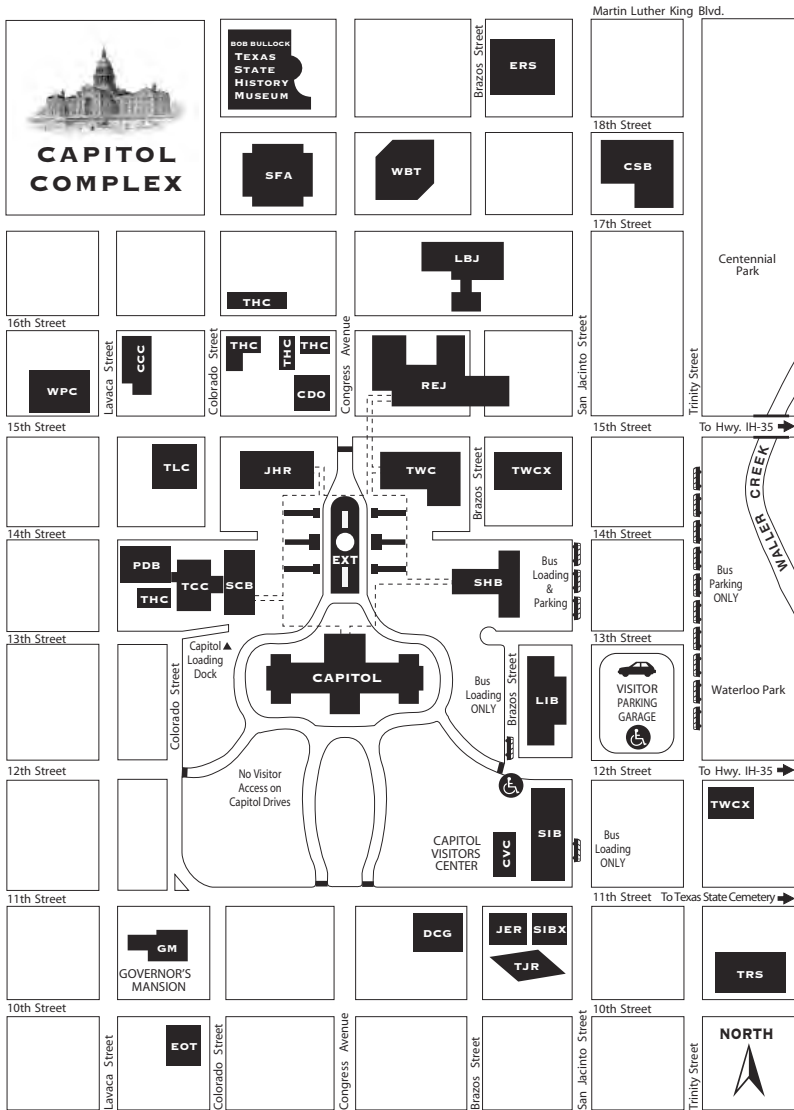 Martin Luther King Blvd.
BOB BULLOCK
TEXAS
STATE
HISTORY
MUSEUM
Brazos Street
ERS
CAPITOL
COMPLEX
18th Street
SFA
WBT
CSB
17th Street
LBJ
Centennial
Park
THC
16th Street
Lavaca Street
Colorado Street
Congress Avenue
San Jacinto Street
Trinity Street
WPC
CCC
THC
THC
THC
CDO
REJ
15th Street
15th Street
To Hwy. IH-35
TLC
JHR
TWC
Brazos Street
TWCX
WALLER CREEK
14th Street
14th Street
EXT
PDB
THC
TCC
SCB
SHB
Bus
Loading
&
Parking
Bus
Parking
ONLY
13th Street
13th Street
Capitol
Loading
Dock
Colorado Street
CAPITOL
Bus
Loading
ONLY
Brazos Street
LIB
VISITOR
PARKING
GARAGE
Waterloo Park
12th Street
12th Street
To Hwy. IH-35
No Visitor
Access on
Capitol Drives
CAPITOL
VISITORS
CENTER
CVC
SIB
Bus
Loading
ONLY
TWCX
11th Street
11th Street
To Texas State Cemetery
GM
GOVERNOR'S
MANSION
DCG
JER
SIBX
TJR
TRS
10th Street
10th Street
Lavaca Street
EOT
Colorado Street
Congress Avenue
Brazos Street
San Jacinto Street
Trinity Street
NORTH